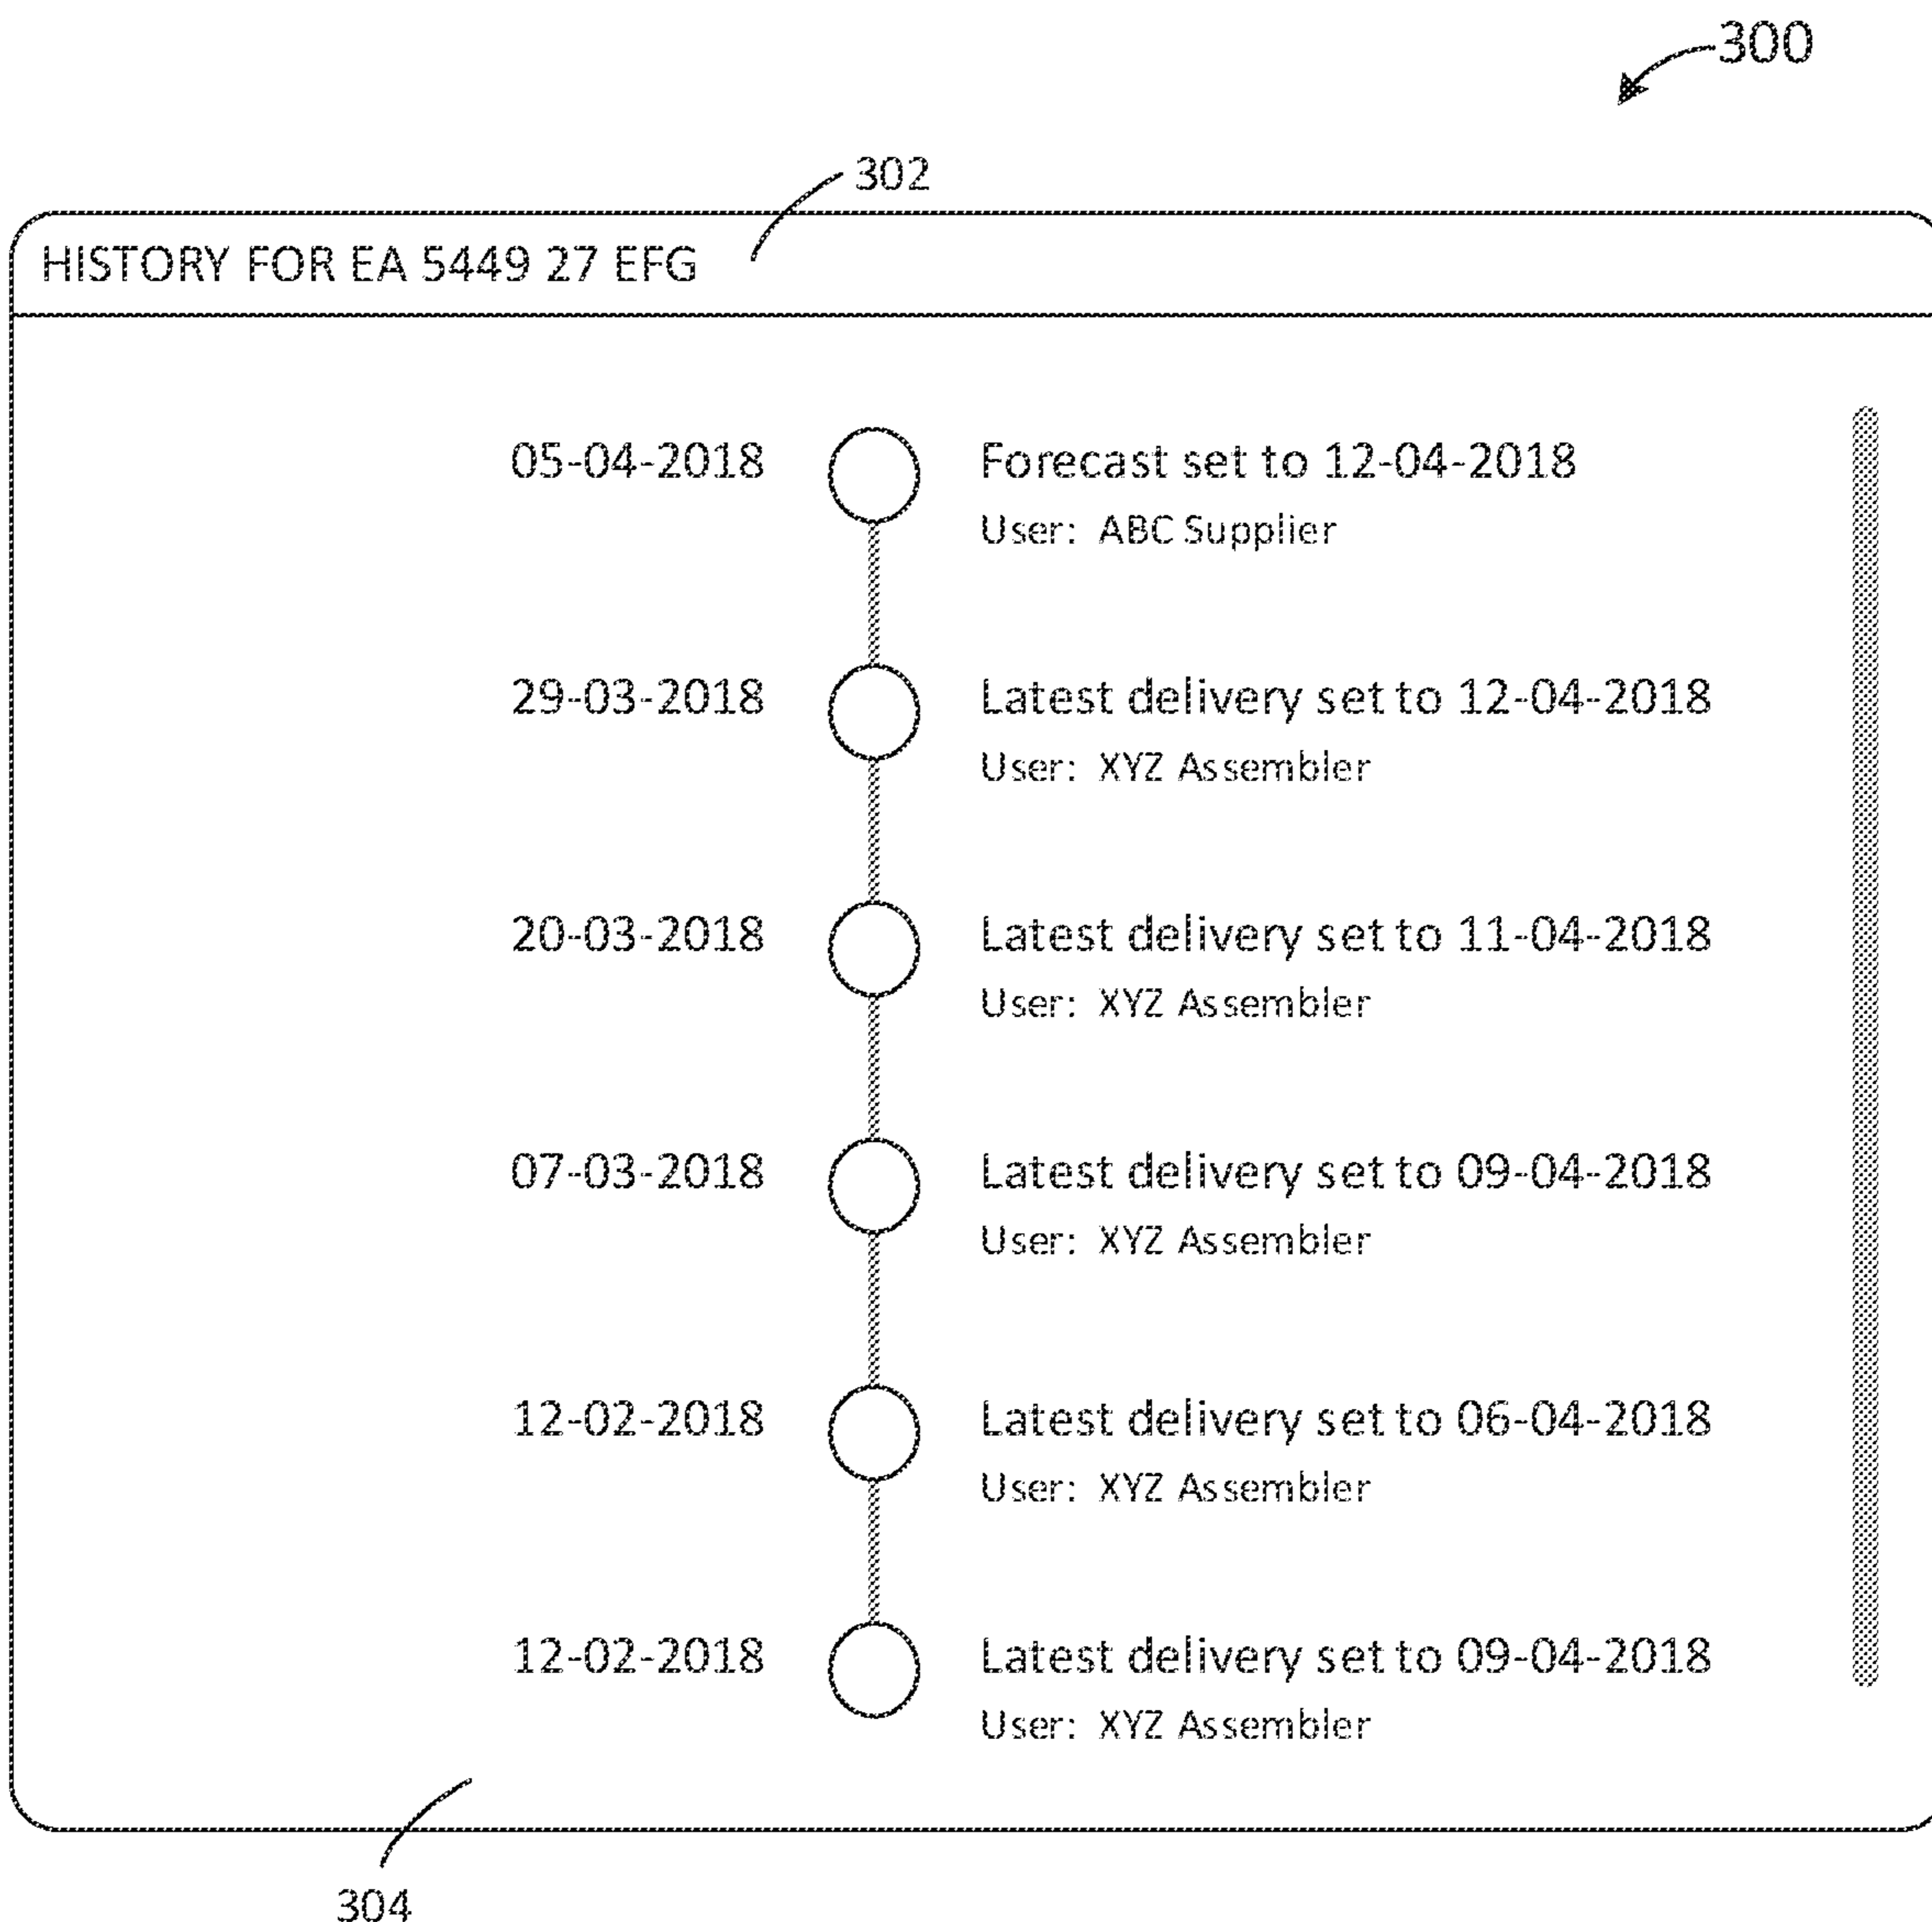 300
302
HISTORY FOR EA 5449 27 EFG
05-04-2018 Forecast set to 12-04-2018
User: ABC Supplier
29-03-2018 Latest delivery set to 12-04-2018
User: XYZ Assembler
20-03-2018 Latest delivery set to 11-04-2018
User: XYZ Assembler
07-03-2018 Latest delivery set to 09-04-2018
User: XYZ Assembler
12-02-2018 Latest delivery set to 06-04-2018
User: XYZ Assembler
12-02-2018 Latest delivery set to 09-04-2018
User: XYZ Assembler
304